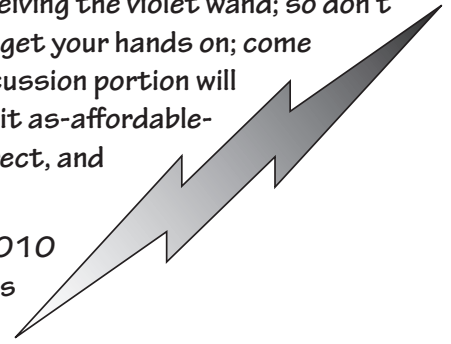 eiving the violet wand; so don't
get your hands on; come
cussion portion will
it as-affordable-
ect, and
010
s